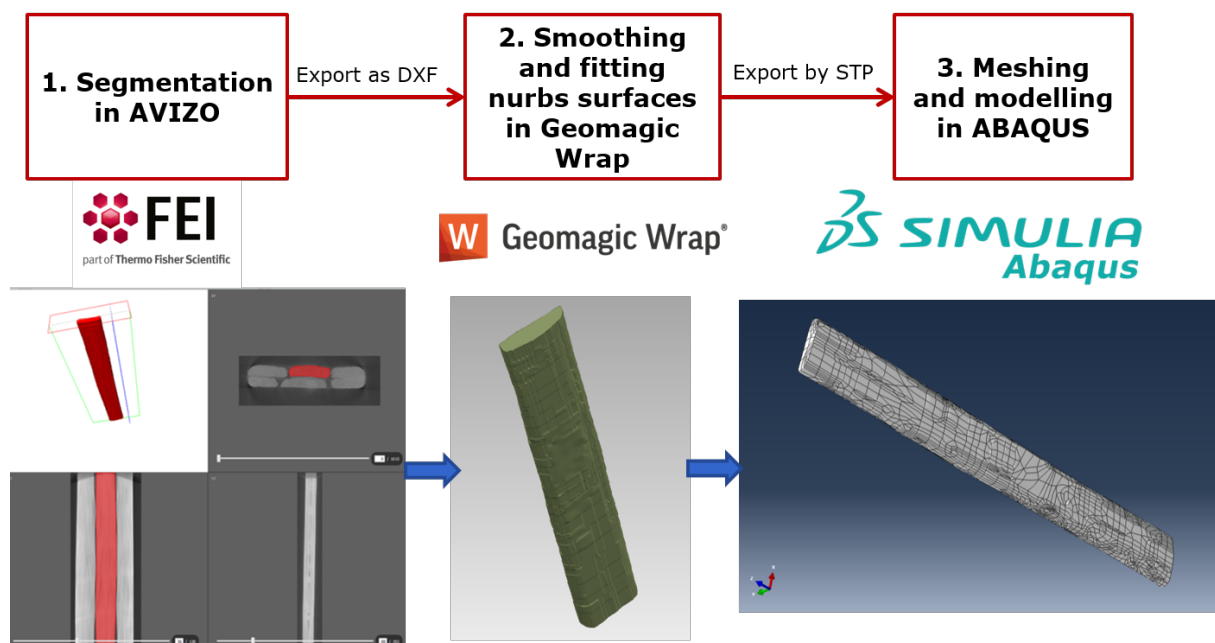 1. Segmentation
in AVIZO
Export as DXF
2. Smoothing
and fitting
nurbs surfaces
in Geomagic
Wrap
Export by STP
3. Meshing
and modelling
in ABAQUS
FEI
part of Thermo Fisher Scientific
W Geomagic Wrap®
3DS SIMULIA
Abaqus